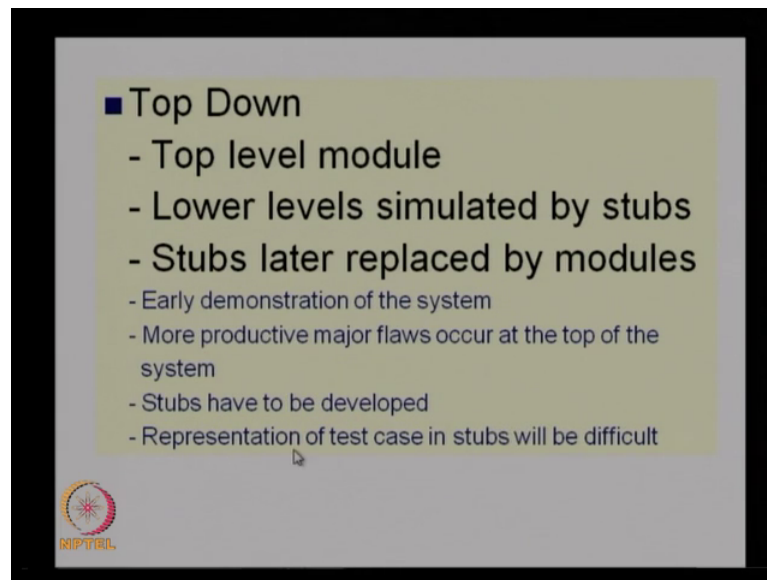 ■ Top Down
- Top level module
- Lower levels simulated by stubs
- Stubs later replaced by modules
- Early demonstration of the system
- More productive major flaws occur at the top of the
system
- Stubs have to be developed
- Representation of test case in stubs will be difficult
NPTEL